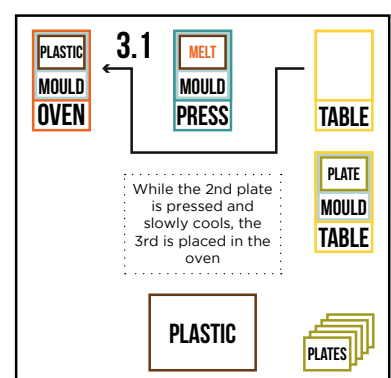 PLASTIC
MOULD
OVEN
3.1
MELT
MOULD
PRESS
TABLE
PLATE
MOULD
TABLE
While the 2nd plate
is pressed and
slowly cools, the
3rd is placed in the
oven
PLASTIC
PLATES